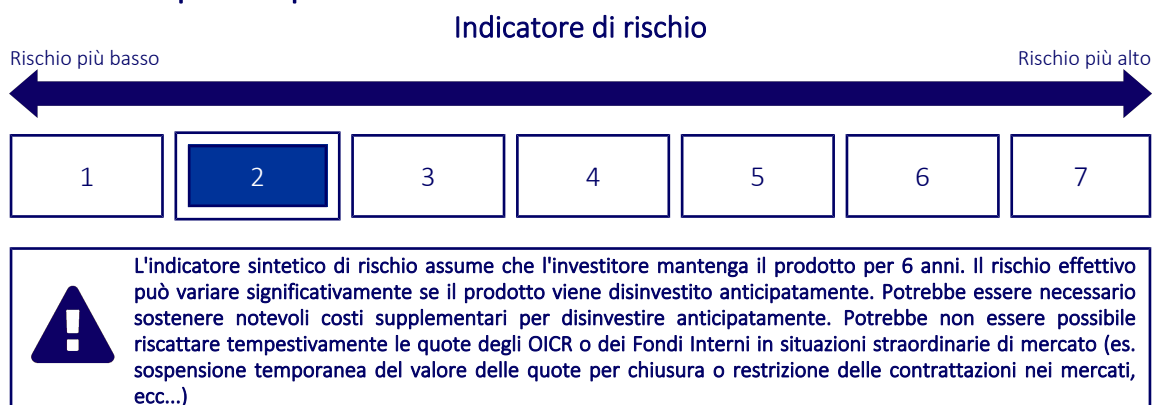 Indicatore di rischio
Rischio più basso
Rischio più alto
1
2
3
4
5
6
7
L'indicatore sintetico di rischio assume che l'investitore mantenga il prodotto per 6 anni. Il rischio effettivo
può variare significativamente se il prodotto viene disinvestito anticipatamente. Potrebbe essere necessario
sostenere notevoli costi supplementari per disinvestire anticipatamente. Potrebbe non essere possibile
riscattare tempestivamente le quote degli OICR o dei Fondi Interni in situazioni straordinarie di mercato (es.
sospensione temporanea del valore delle quote per chiusura o restrizione delle contrattazioni nei mercati,
ecc...)